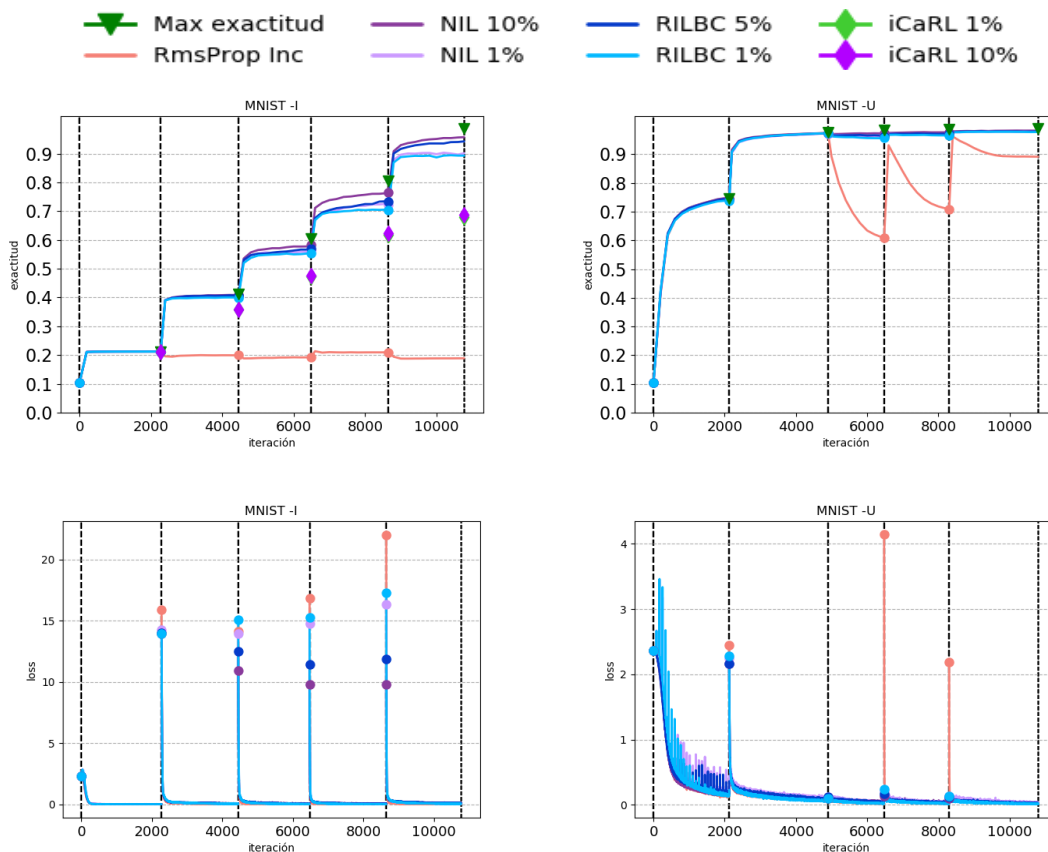 Max exactitud NIL 10% RILBC 5% iCaRL 1%
RmsProp Inc NIL 1% RILBC 1% iCaRL 10%
MNIST -I
0.9
0.8
0.7
0.6
0.5
0.4
0.3
0.2
0.1
0.0
exactitud
0 2000 4000 6000 8000 10000
iteración
MNIST -U
0.9
0.8
0.7
0.6
0.5
0.4
0.3
0.2
0.1
0.0
exactitud
0 2000 4000 6000 8000 10000
iteración
MNIST -I
20
15
10
5
0
loss
0 2000 4000 6000 8000 10000
iteración
MNIST -U
4
3
2
1
0
loss
0 2000 4000 6000 8000 10000
iteración